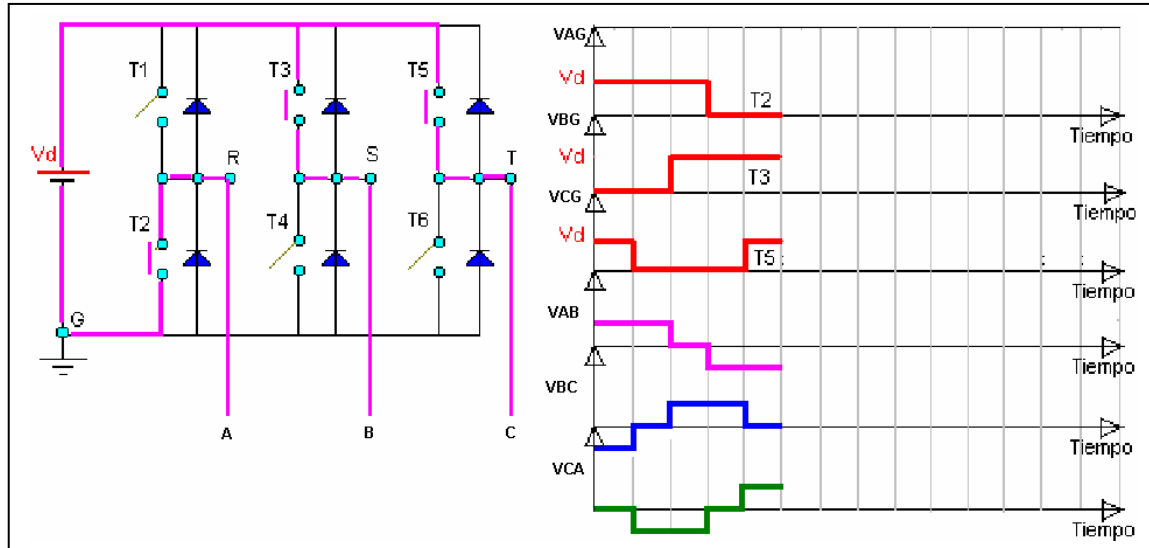 T1
T3
T5
Vd
R
S
T
T2
T4
T6
G
A
B
C
VAG
Vd
T2
VBG
Tiempo
Vd
T3
VCG
Tiempo
Vd
T5
VAB
Tiempo
VBC
Tiempo
VCA
Tiempo
Tiempo